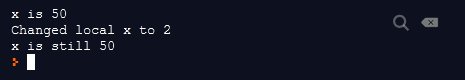 x is 50
Changed local x to 2
x is still 50
>